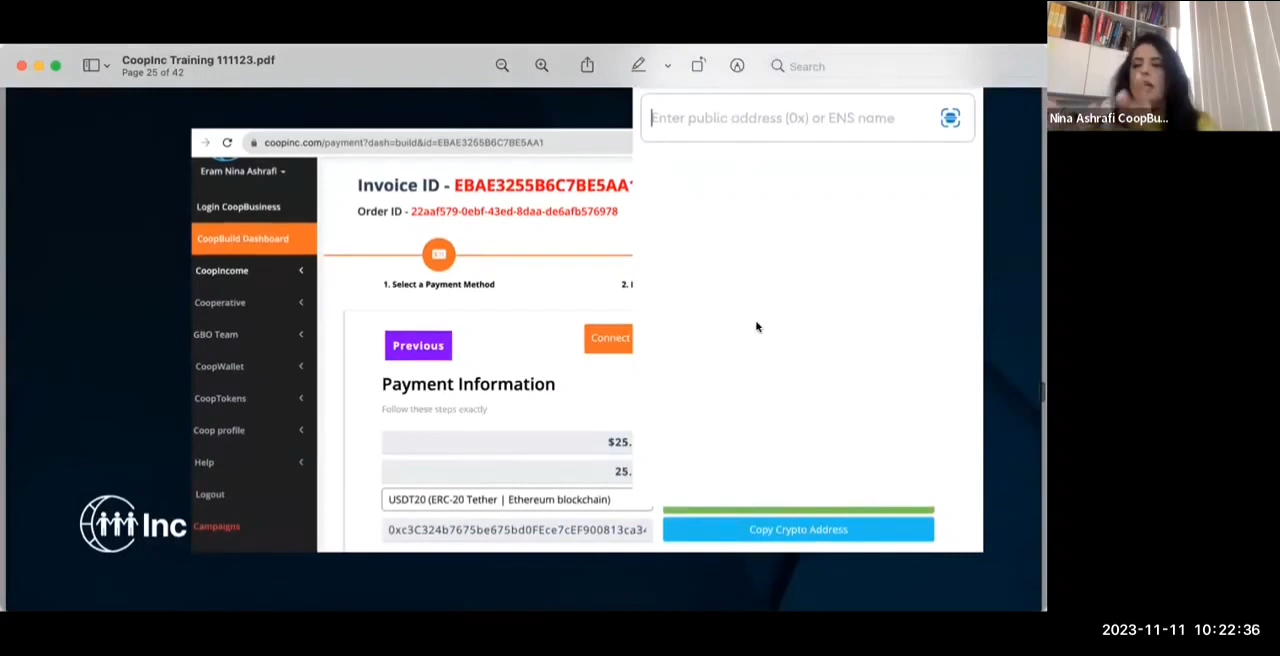 CoopInc Training 111123.pdf
Page 25 of 42
Search
Nina Ashrafi CoopBu...
Enter public address (0x) or ENS name
coopinc.com/payment?dash=build&id=EBAE3255B6C7BE5AA1
Eram Nina Ashrafi
Login CoopBusiness
CoopBuild Dashboard
CoopIncome
Cooperative
GBO Team
CoopWallet
CoopTokens
Coop profile
Help
Logout
Campaigns
Invoice ID - EBAE3255B6C7BE5AA1
Order ID - 22aaf579-0ebf-43ed-8daa-de6afb576978
1. Select a Payment Method
2.
Previous
Connect
Payment Information
Follow these steps exactly
$25.
25.
USDT20 (ERC-20 Tether | Ethereum blockchain)
0xc3C324b7675be675bd0FEce7cEF900813ca3
Copy Crypto Address
Inc
2023-11-11 10:22:36